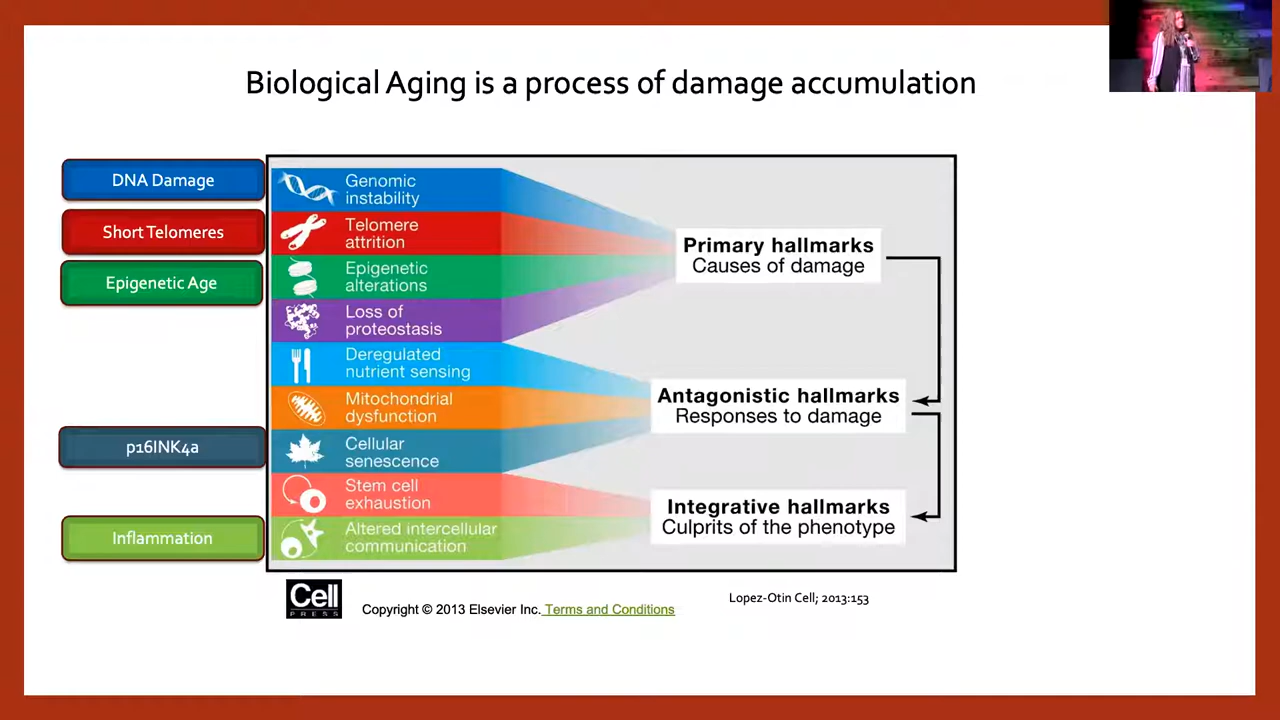 Biological Aging is a process of damage accumulation
DNA Damage
Short Telomeres
Epigenetic Age
p16INK4a
Inflammation
Genomic
instability
Telomere
attrition
Epigenetic
alterations
Loss of
proteostasis
Deregulated
nutrient sensing
Mitochondrial
dysfunction
Cellular
senescence
Stem cell
exhaustion
Altered intercellular
communication
Primary hallmarks
Causes of damage
Antagonistic hallmarks
Responses to damage
Integrative hallmarks
Culprits of the phenotype
Cell
PRESS
Copyright © 2013 Elsevier Inc. Terms and Conditions
Lopez-Otin Cell; 2013:153